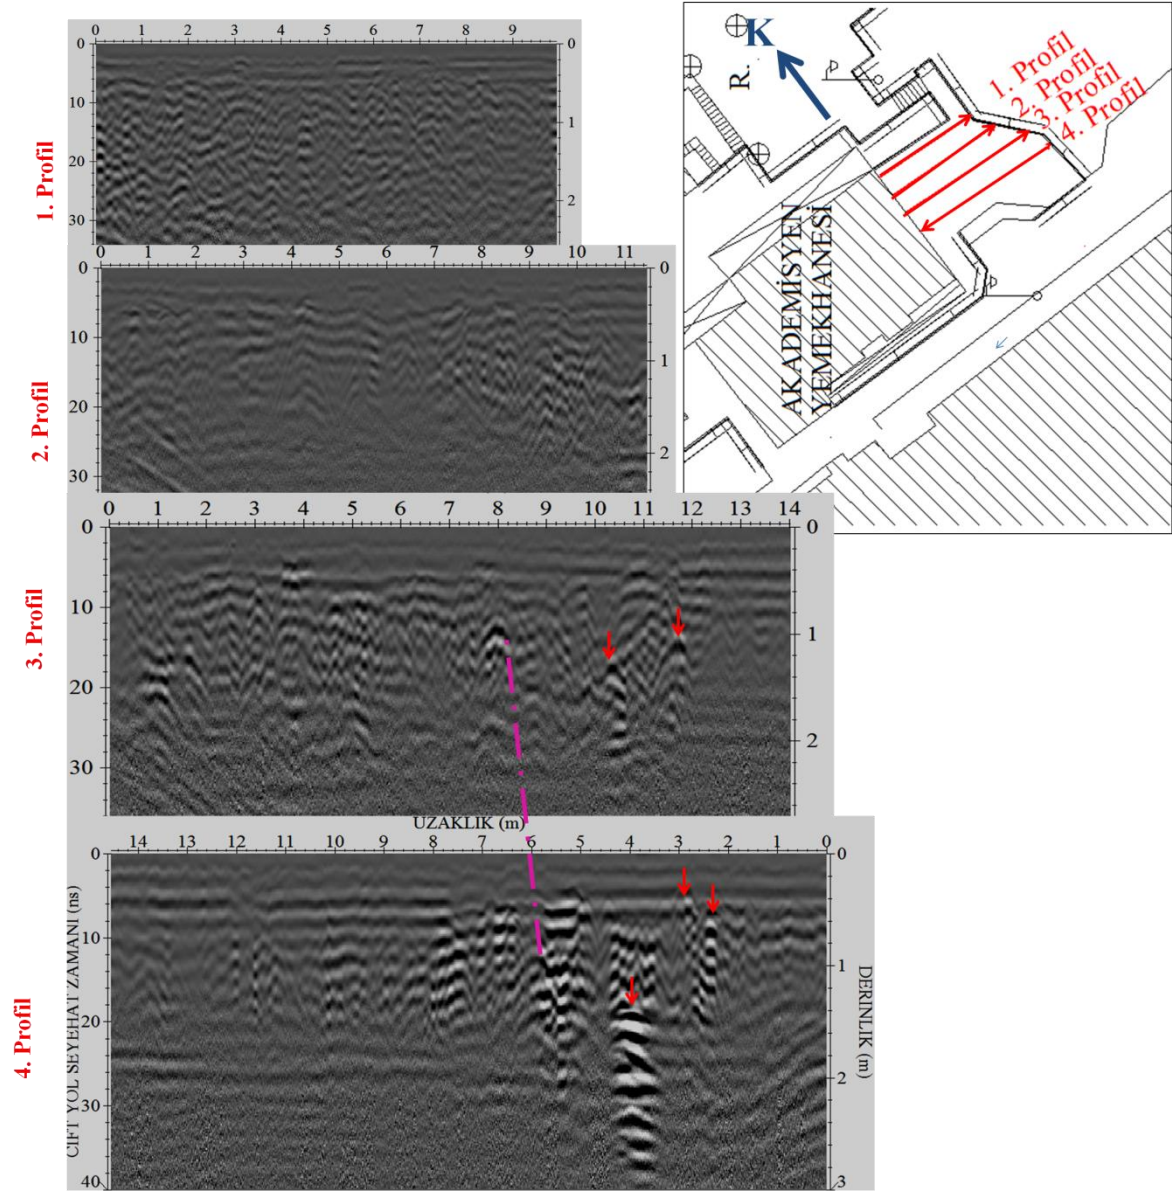 0 1 2 3 4 5 6 7 8 9
0 0
10
1
20
2
30
1. Profil
0 1 2 3 4 5 6 7 8 9 10 11
0 0
10
1
20
2
30
2. Profil
0 1 2 3 4 5 6 7 8 9 10 11 12 13 14
0 0
10
1
20
2
30
3. Profil
UZAKLIK (m)
14 13 12 11 10 9 8 7 6 5 4 3 2 1 0
0 0
10
1
20
2
30
40 3
ÇİFT YOL SEYEHAT ZAMANI (ns)
DERINLIK (m)
4. Profil
K
R.
1. Profil
2. Profil
3. Profil
4. Profil
AKADEMİSYEN
YEMEKHANESİ